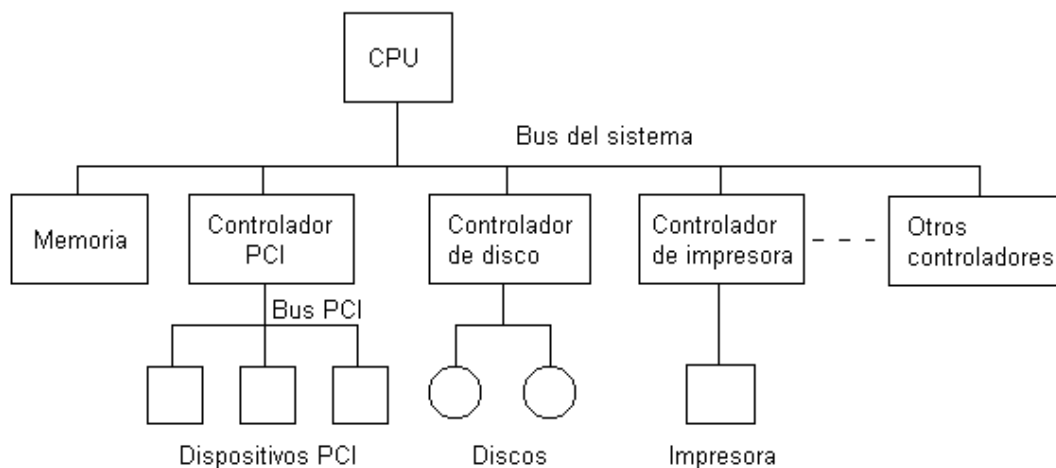 CPU
Bus del sistema
Memoria
Controlador
PCI
Controlador
de disco
Controlador
de impresora
Otros
controladores
Bus PCI
Dispositivos PCI
Discos
Impresora